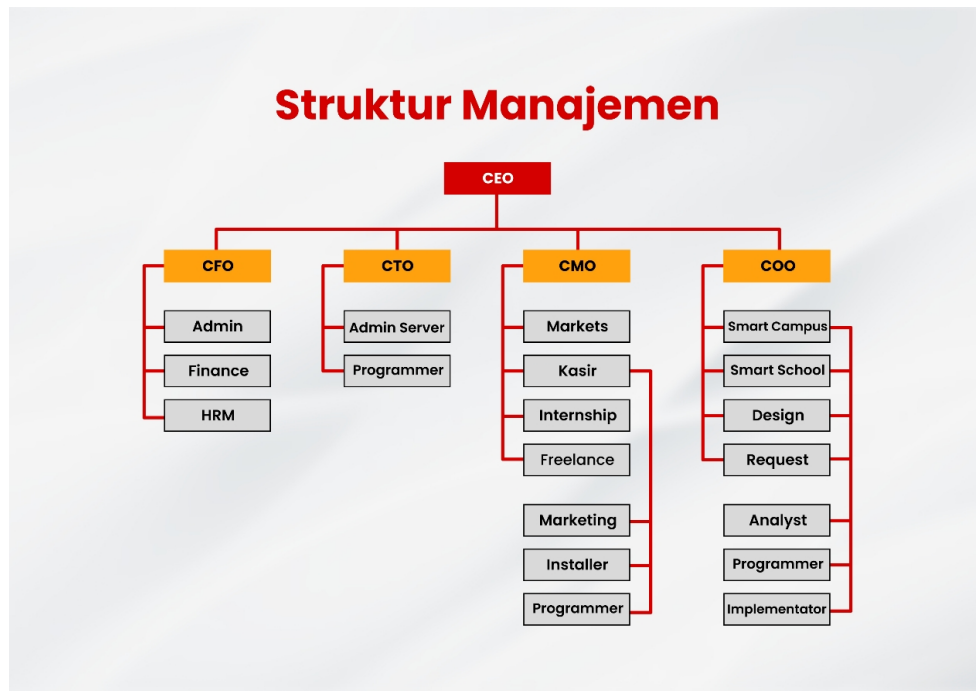 Struktur Manajemen
CEO
CFO
CTO
CMO
COO
Admin
Finance
HRM
Admin Server
Programmer
Markets
Kasir
Internship
Freelance
Marketing
Installer
Programmer
Smart Campus
Smart School
Design
Request
Analyst
Programmer
Implementator